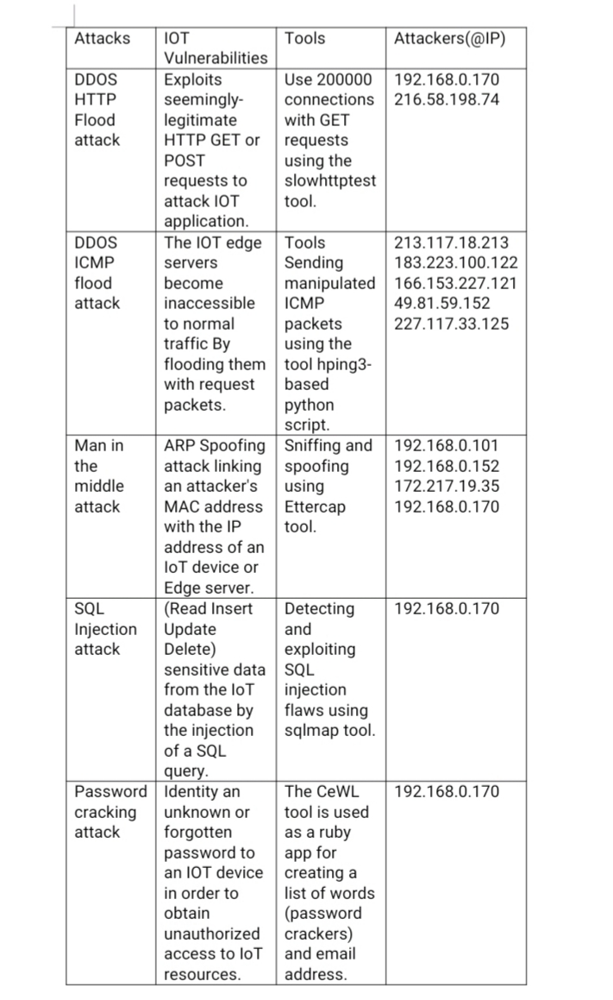 Attacks
IOT
Vulnerabilities
Tools
Attackers(@IP)
DDOS
HTTP
Flood
attack
Exploits
seemingly-
legitimate
HTTP GET or
POST
requests to
attack IOT
application.
Use 200000
connections
with GET
requests
using the
slowhttptest
tool.
192.168.0.170
216.58.198.74
DDOS
ICMP
flood
attack
The IOT edge
servers
become
inaccessible
to normal
traffic By
flooding them
with request
packets.
Tools
Sending
manipulated
ICMP
packets
using the
tool hping3-
based
python
script.
213.117.18.213
183.223.100.122
166.153.227.121
49.81.59.152
227.117.33.125
Man in
the
middle
attack
ARP Spoofing
attack linking
an attacker's
MAC address
with the IP
address of an
IoT device or
Edge server.
Sniffing and
spoofing
using
Ettercap
tool.
192.168.0.101
192.168.0.152
172.217.19.35
192.168.0.170
SQL
Injection
attack
(Read Insert
Update
Delete)
sensitive data
from the IoT
database by
the injection
of a SQL
query.
Detecting
and
exploiting
SQL
injection
flaws using
sqlmap tool.
192.168.0.170
Password
cracking
attack
Identity an
unknown or
forgotten
password to
an IOT device
in order to
obtain
unauthorized
access to IoT
resources.
The CeWL
tool is used
as a ruby
app for
creating a
list of words
(password
crackers)
and email
address.
192.168.0.170